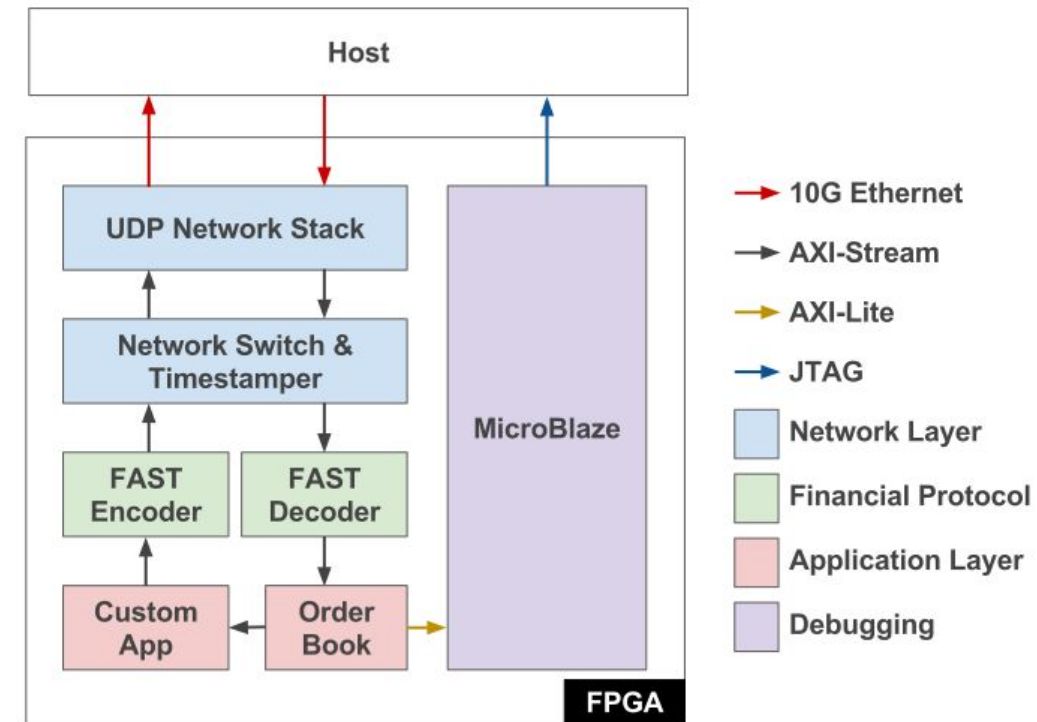 Host
UDP Network Stack
Network Switch &
Timestamper
FAST
Encoder
FAST
Decoder
Custom
App
Order
Book
MicroBlaze
FPGA
10G Ethernet
AXI-Stream
AXI-Lite
JTAG
Network Layer
Financial Protocol
Application Layer
Debugging